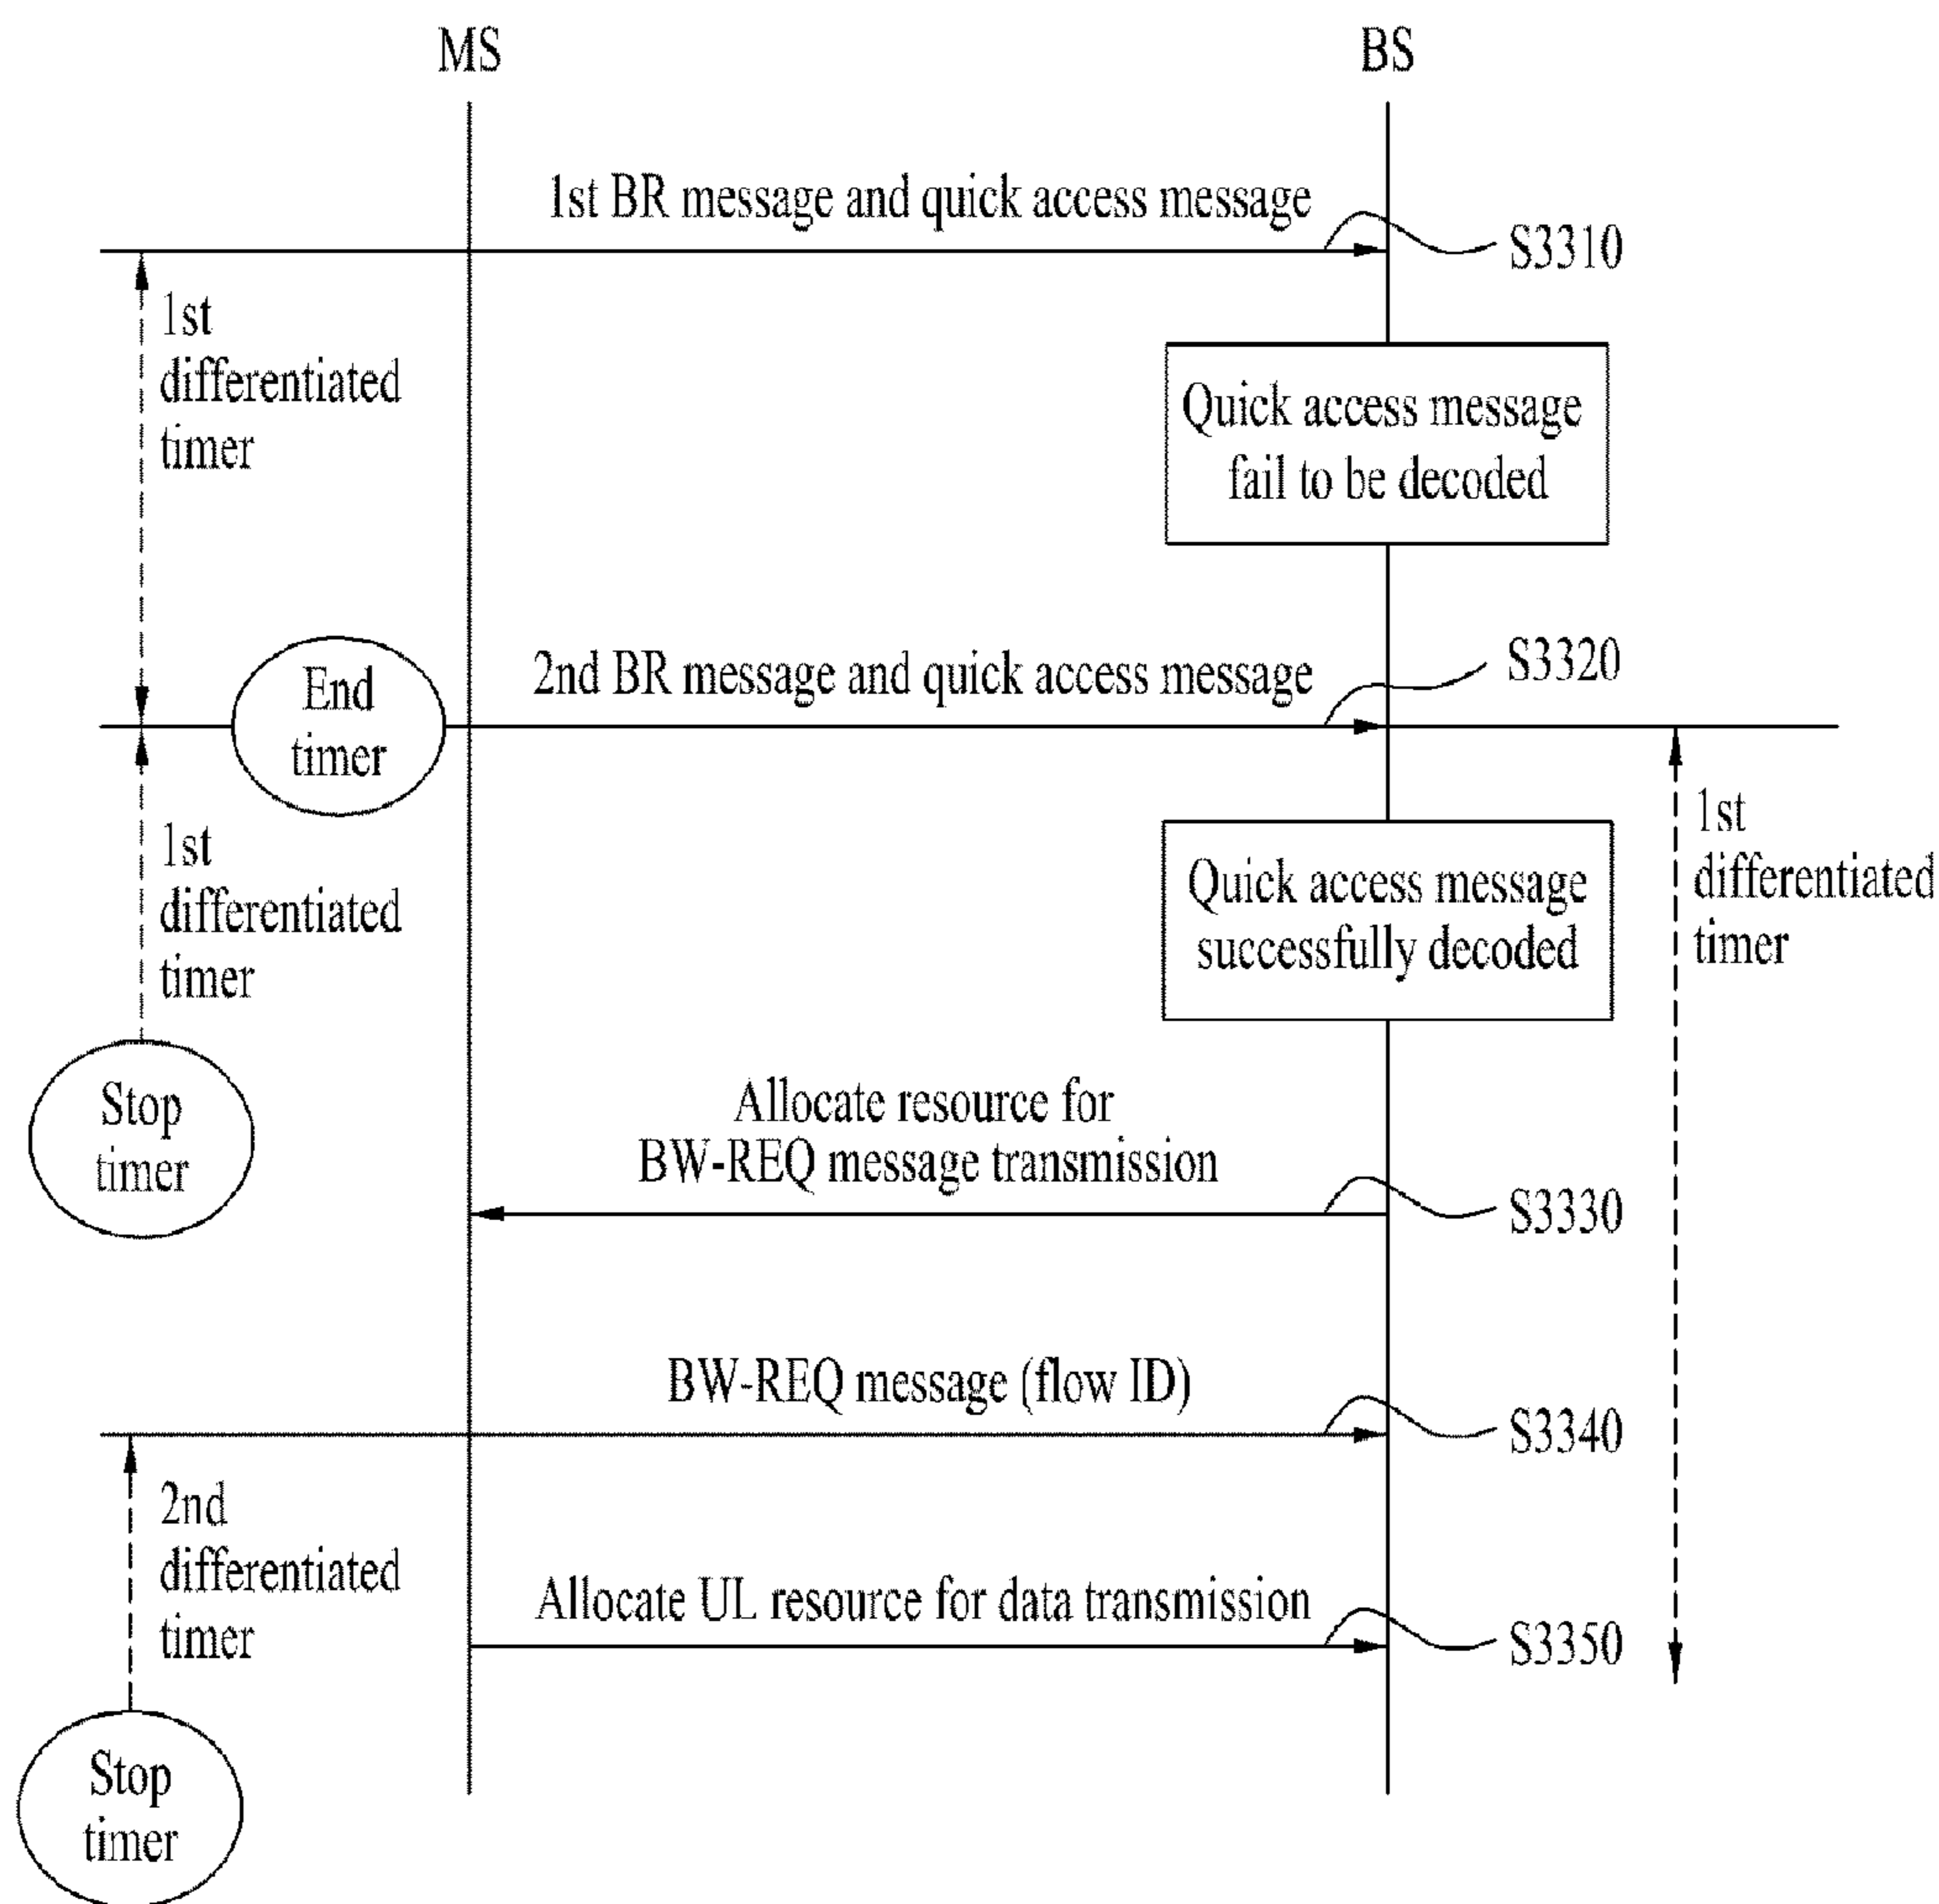 MS
BS
1st BR message and quick access message
S3310
1st
differentiated
timer
Quick access message
fail to be decoded
End
timer
2nd BR message and quick access message
S3320
1st
differentiated
timer
1st
differentiated
timer
Quick access message
successfully decoded
Stop
timer
Allocate resource for
BW-REQ message transmission
S3330
BW-REQ message (flow ID)
S3340
2nd
differentiated
timer
Allocate UL resource for data transmission
S3350
Stop
timer